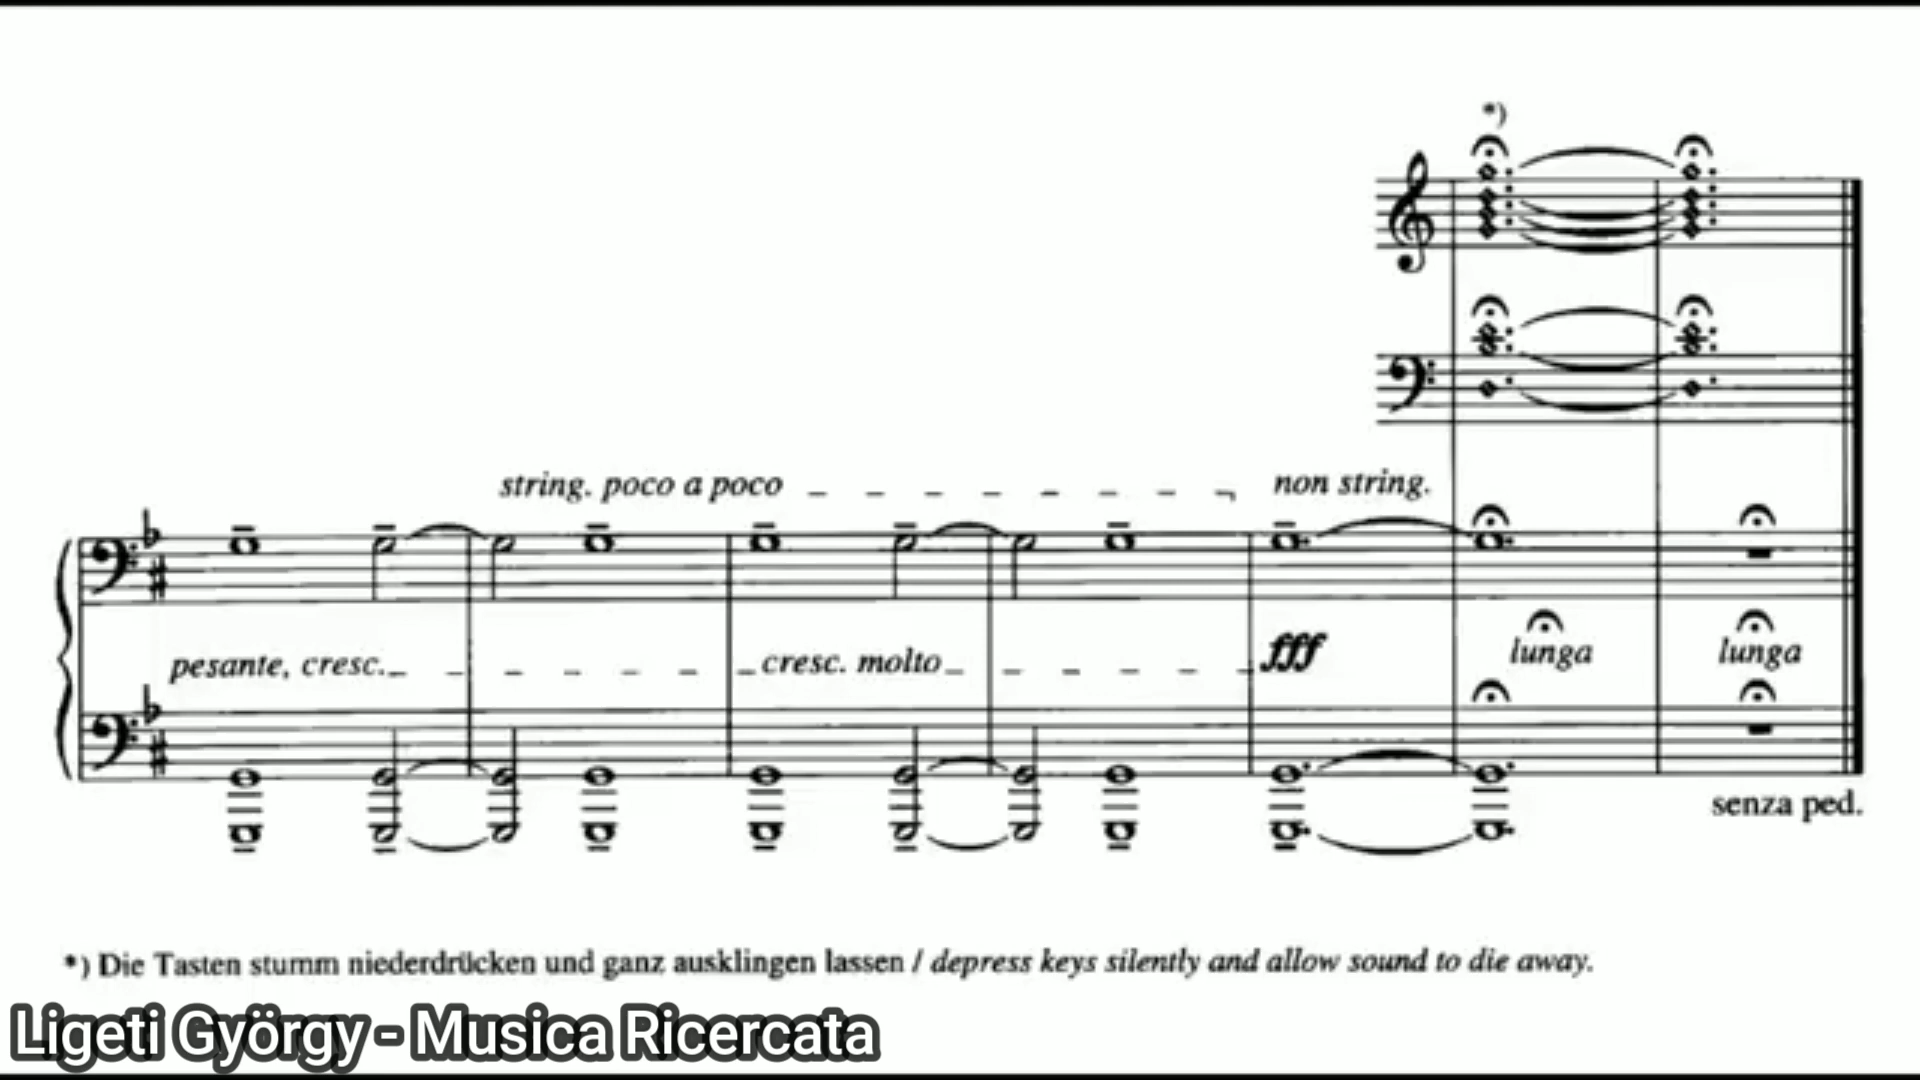 *)
string. poco a poco non string.
pesante, cresc. cresc. molto fff lunga lunga
senza ped.
*) Die Tasten stumm niederdrücken und ganz ausklingen lassen / depress keys silently and allow sound to die away.
Ligeti György - Musica Ricercata